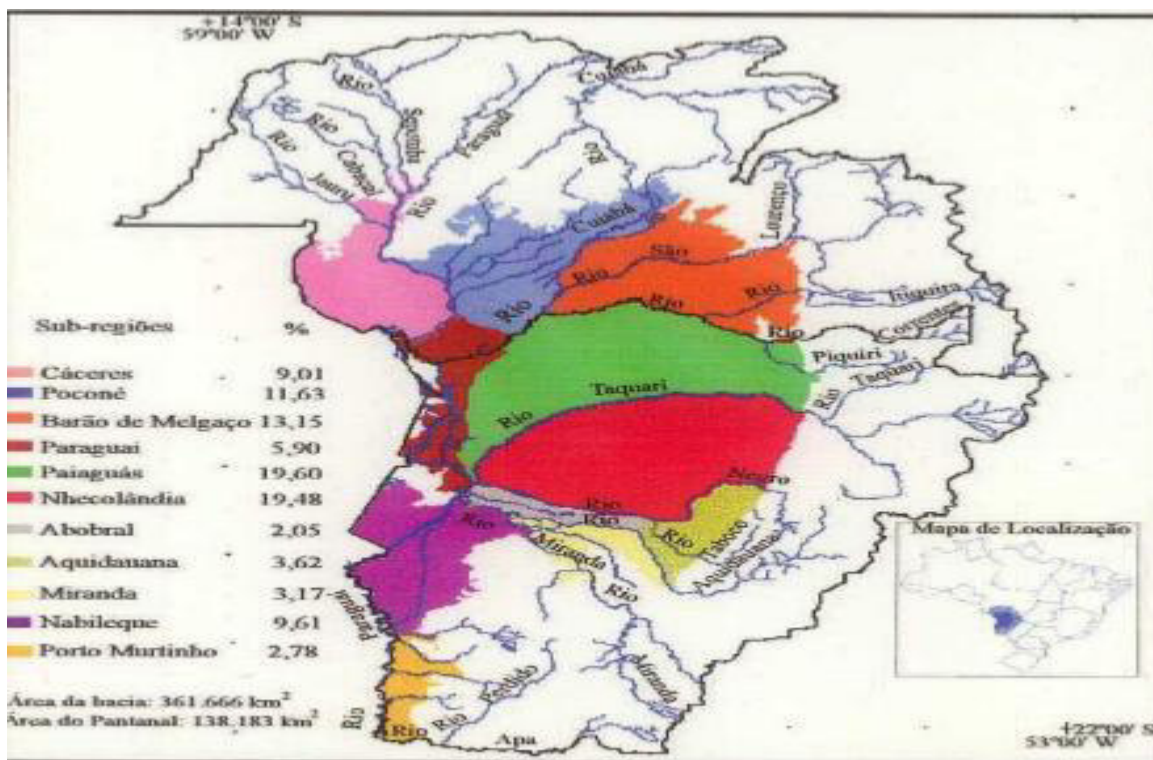 +14°00' S
59°00' W
Cuiabá
Rio
Sepotuba
Paraguai
Rio
Rio
Cabaçal
Rio
Jauru
Rio
Lourenço
Cuiabá
São
Rio
Rio
Rio
Itiquira
Rio
Rio
Correntes
Piquiri
Taquari
Rio
Taquari
Rio
Negro
Rio
Rio
Rio
Rio
Taboco
Aquidauana
Miranda
Rio
Paraguai
Miranda
Perdido
Rio
Rio
Rio
Apa
Sub-regiões %
Cáceres 9,01
Poconé 11,63
Barão de Melgaço 13,15
Paraguai 5,90
Paiaguás 19,60
Nhecolândia 19,48
Abobral 2,05
Aquidauana 3,62
Miranda 3,17
Nabileque 9,61
Porto Murtinho 2,78
Área da bacia: 361.666 km²
Área do Pantanal: 138.183 km²
Mapa de Localização
+22°00' S
53°00' W